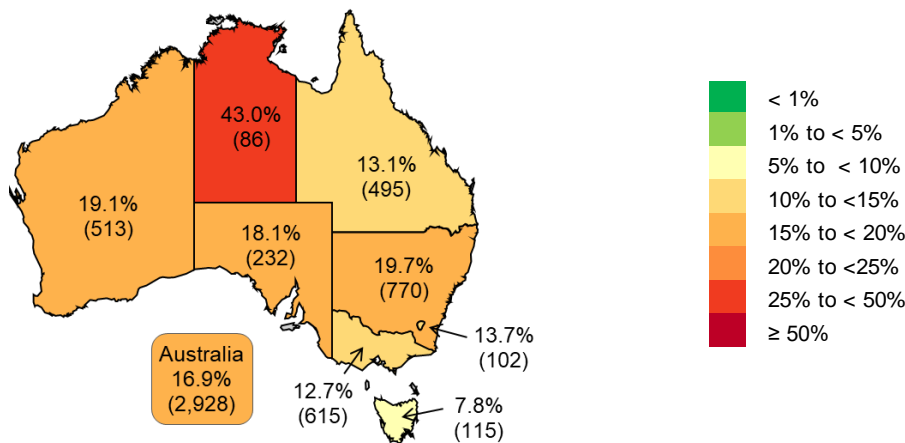 43.0%
(86)
13.1%
(495)
19.1%
(513)
18.1%
(232)
19.7%
(770)
13.7%
(102)
Australia
16.9%
(2,928)
12.7%
(615)
7.8%
(115)
< 1%
1% to < 5%
5% to  < 10%
10% to <15%
15% to < 20%
20% to <25%
25% to < 50%
≥ 50%